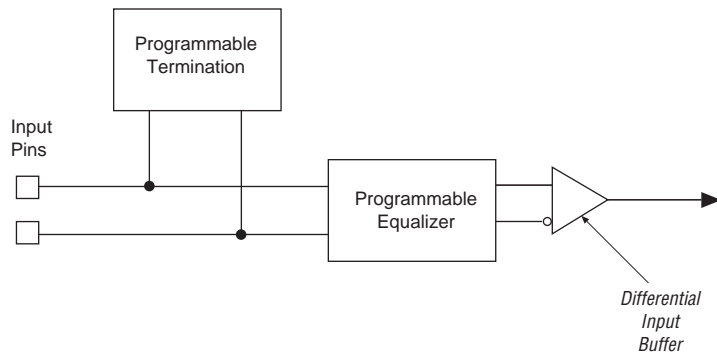 Programmable
Termination
Input
Pins
Programmable
Equalizer
Differential
Input
Buffer